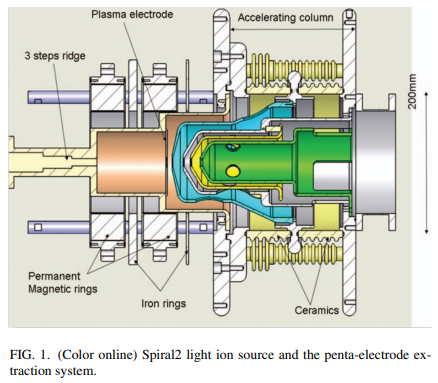 Plasma electrode
Accelerating column
3 steps ridge
200mm
Permanent
Magnetic rings
Iron rings
Ceramics
FIG. 1. (Color online) Spiral2 light ion source and the penta-electrode ex-
traction system.